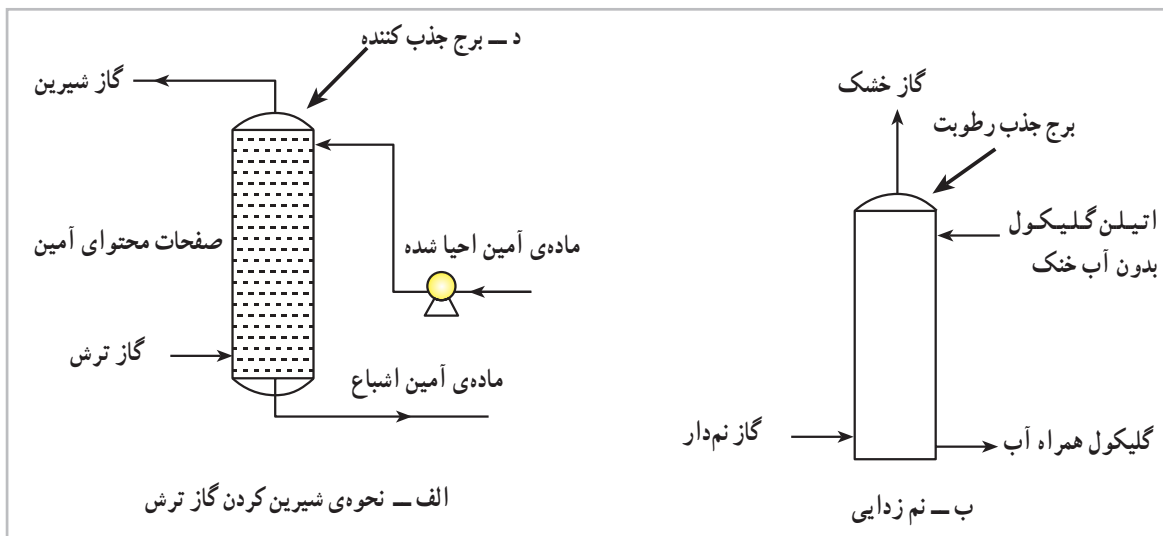 د ــ برج جذب کننده
گاز شیرین
گاز خشک
برج جذب رطوبت
اتیلن گلیکول
بدون آب خنک
صفحات محتوای آمین
ماده‌ی آمین احیا شده
گاز ترش
ماده‌ی آمین اشباع
گاز نم‌دار
گلیکول همراه آب
الف ــ نحوه‌ی شیرین کردن گاز ترش
ب ــ نم زدایی